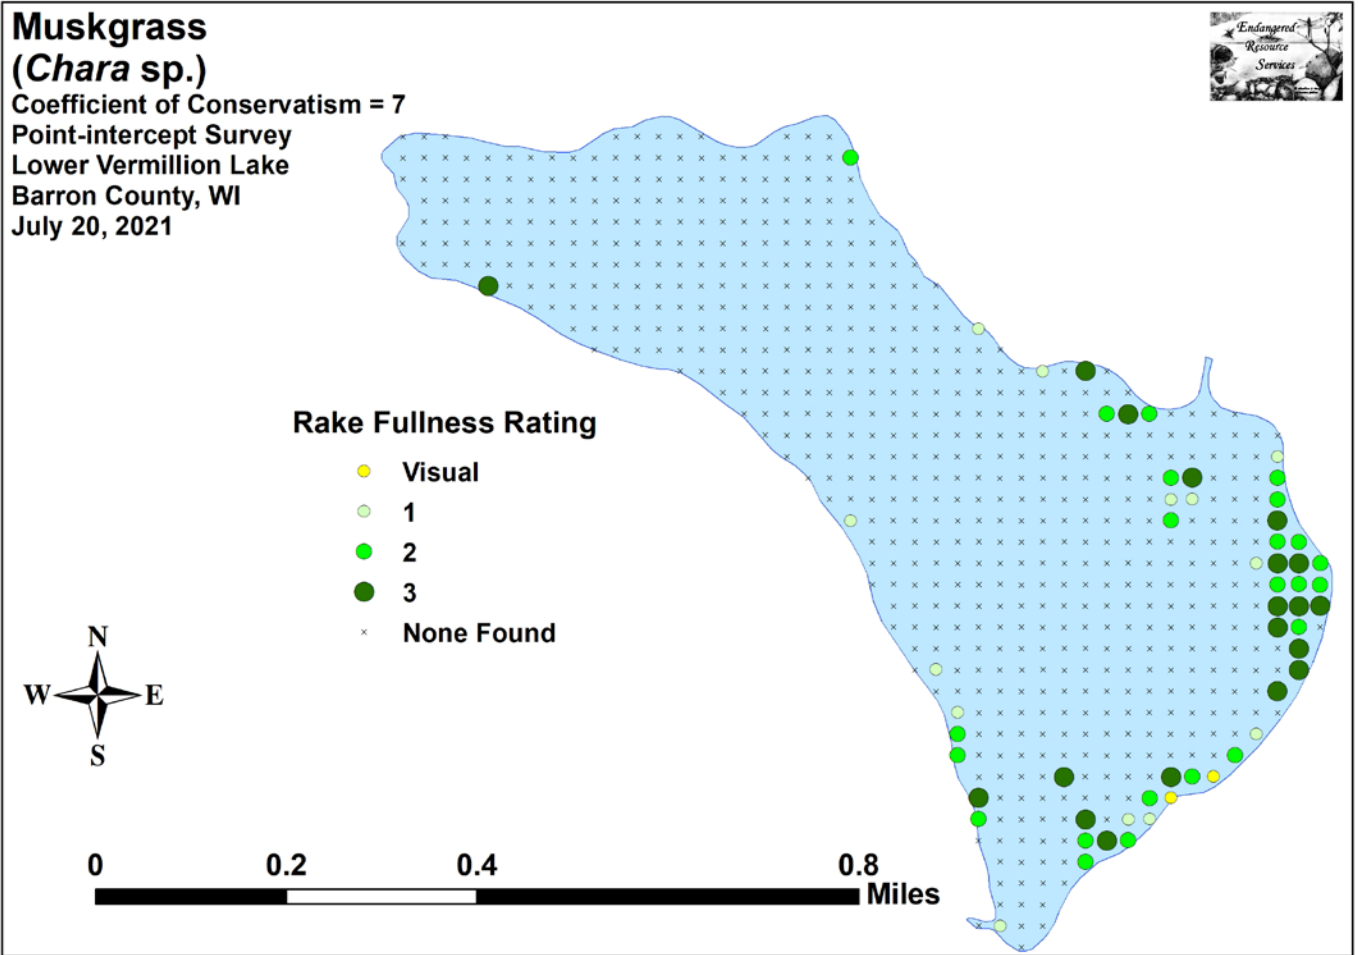 Muskgrass
(Chara sp.)
Coefficient of Conservatism = 7
Point-intercept Survey
Lower Vermillion Lake
Barron County, WI
July 20, 2021
Endangered
Resource
Services
Rake Fullness Rating
Visual
1
2
3
None Found
N
W E
S
0 0.2 0.4 0.8
Miles